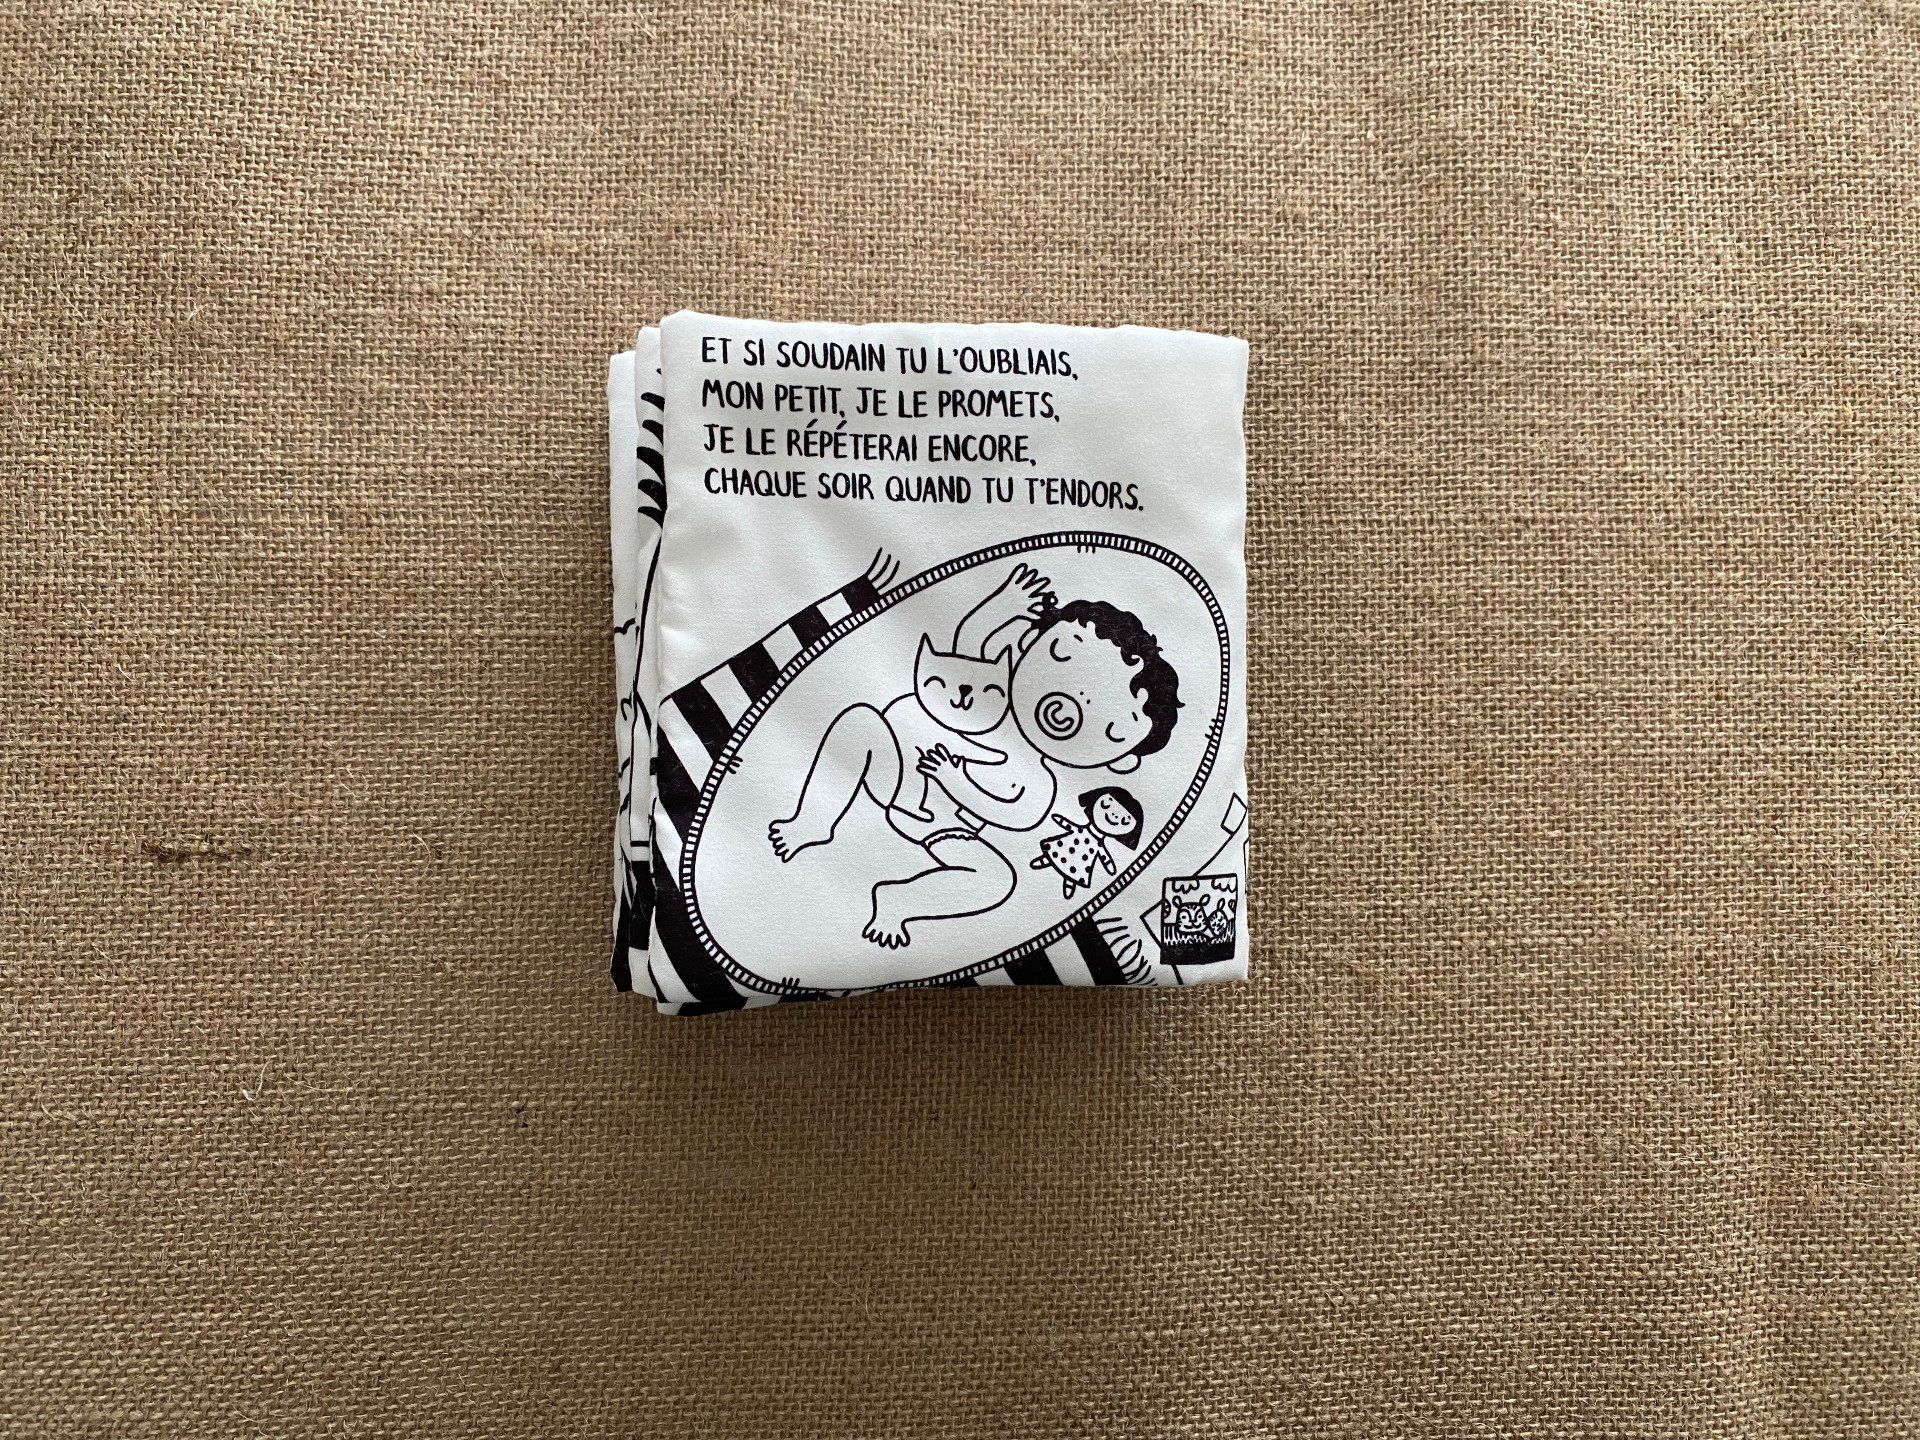 ET SI SOUDAIN TU L'OUBLIAIS,
MON PETIT, JE LE PROMETS,
JE LE RÉPÉTERAI ENCORE,
CHAQUE SOIR QUAND TU T'ENDORS.